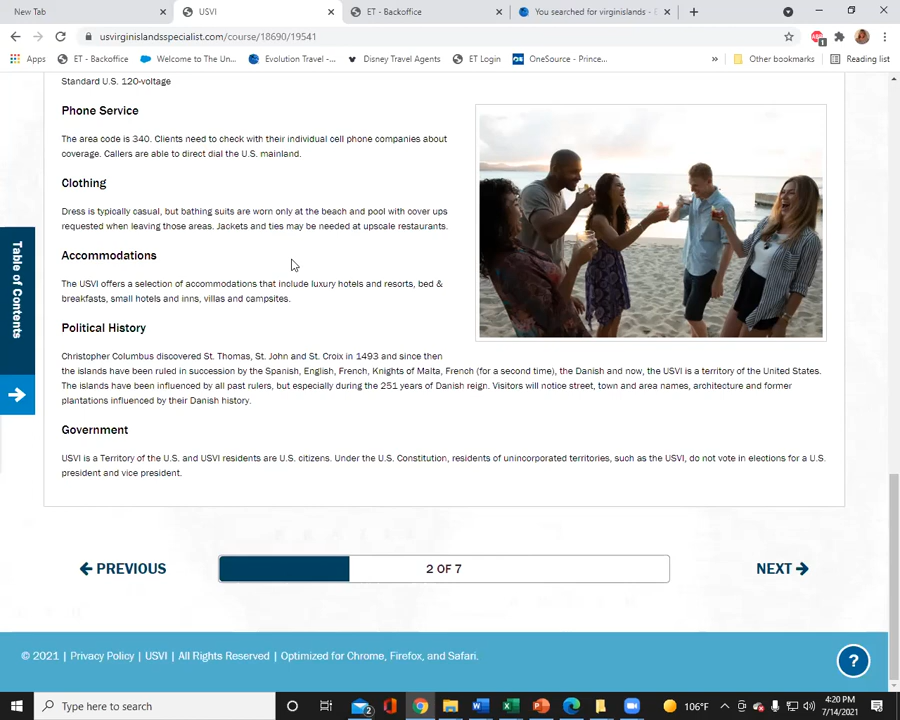 New Tab
USVI
ET - Backoffice
You searched for virginislands - E
usvirginislandsspecialist.com/course/18690/19541
Apps
ET - Backoffice
Welcome to The Un...
Evolution Travel -...
Disney Travel Agents
ET Login
OneSource - Prince...
»
Other bookmarks
Reading list
Standard U.S. 120-voltage
Phone Service
The area code is 340. Clients need to check with their individual cell phone companies about
coverage. Callers are able to direct dial the U.S. mainland.
Clothing
Dress is typically casual, but bathing suits are worn only at the beach and pool with cover ups
requested when leaving those areas. Jackets and ties may be needed at upscale restaurants.
Accommodations
The USVI offers a selection of accommodations that include luxury hotels and resorts, bed &
breakfasts, small hotels and inns, villas and campsites.
Political History
Christopher Columbus discovered St. Thomas, St. John and St. Croix in 1493 and since then
the islands have been ruled in succession by the Spanish, English, French, Knights of Malta, French (for a second time), the Danish and now, the USVI is a territory of the United States.
The islands have been influenced by all past rulers, but especially during the 251 years of Danish reign. Visitors will notice street, town and area names, architecture and former
plantations influenced by their Danish history.
Government
USVI is a Territory of the U.S. and USVI residents are U.S. citizens. Under the U.S. Constitution, residents of unincorporated territories, such as the USVI, do not vote in elections for a U.S.
president and vice president.
Table of Contents
PREVIOUS
2 OF 7
NEXT
© 2021 | Privacy Policy | USVI | All Rights Reserved | Optimized for Chrome, Firefox, and Safari.
?
Type here to search
106°F
4:20 PM
7/14/2021